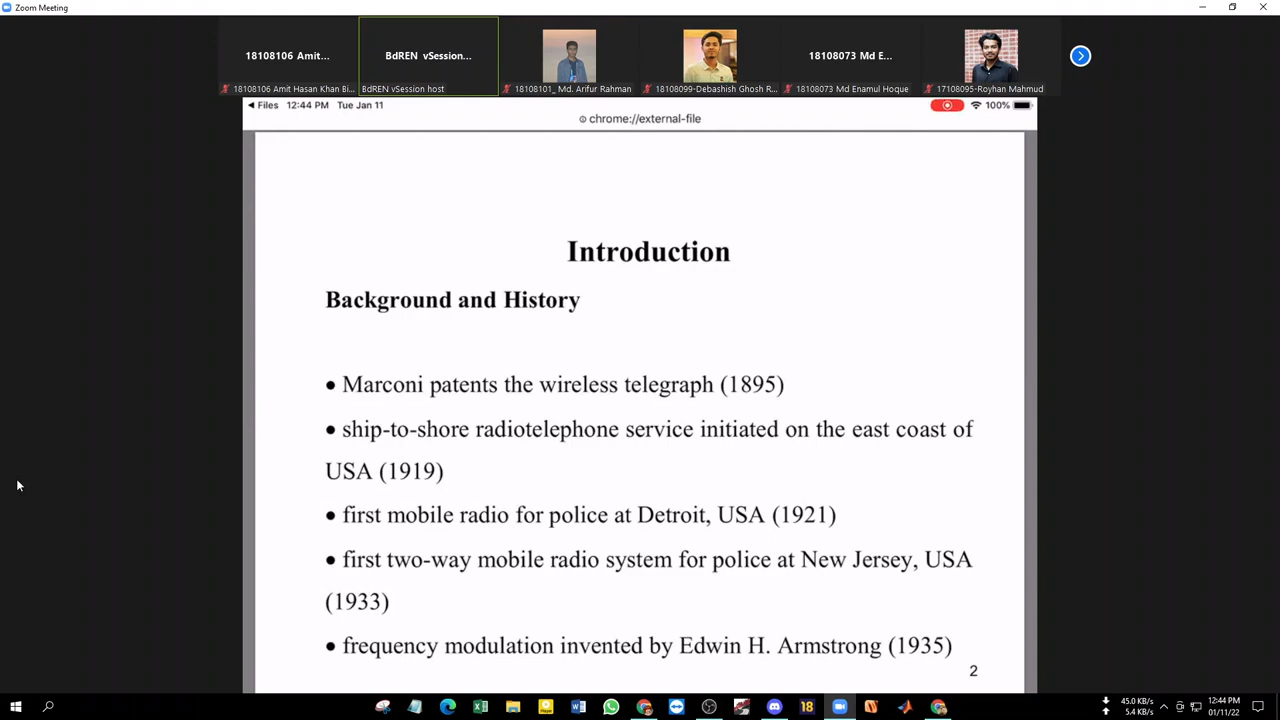 Zoom Meeting
18108106 Amit...
BdREN vSession...
18108073 Md E...
18108106 Amit Hasan Khan Bi...
BdREN vSession host
18108101_ Md. Arifur Rahman
18108099-Debashish Ghosh R...
18108073 Md Enamul Hoque
17108095-Royhan Mahmud
Files 12:44 PM Tue Jan 11
100%
chrome://external-file
Introduction
Background and History
• Marconi patents the wireless telegraph (1895)
• ship-to-shore radiotelephone service initiated on the east coast of
USA (1919)
• first mobile radio for police at Detroit, USA (1921)
• first two-way mobile radio system for police at New Jersey, USA
(1933)
• frequency modulation invented by Edwin H. Armstrong (1935)
2
18
45.0 KB/s
5.4 KB/s
12:44 PM
01/11/22